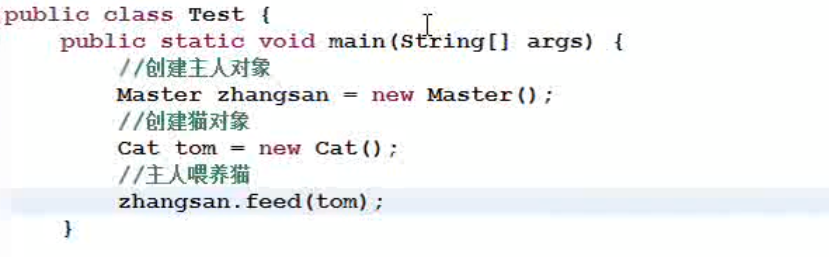 public class Test {
public static void main(String[] args) {
//创建主人对象
Master zhangsan = new Master();
//创建猫对象
Cat tom = new Cat();
//主人喂养猫
zhangsan.feed(tom);
}